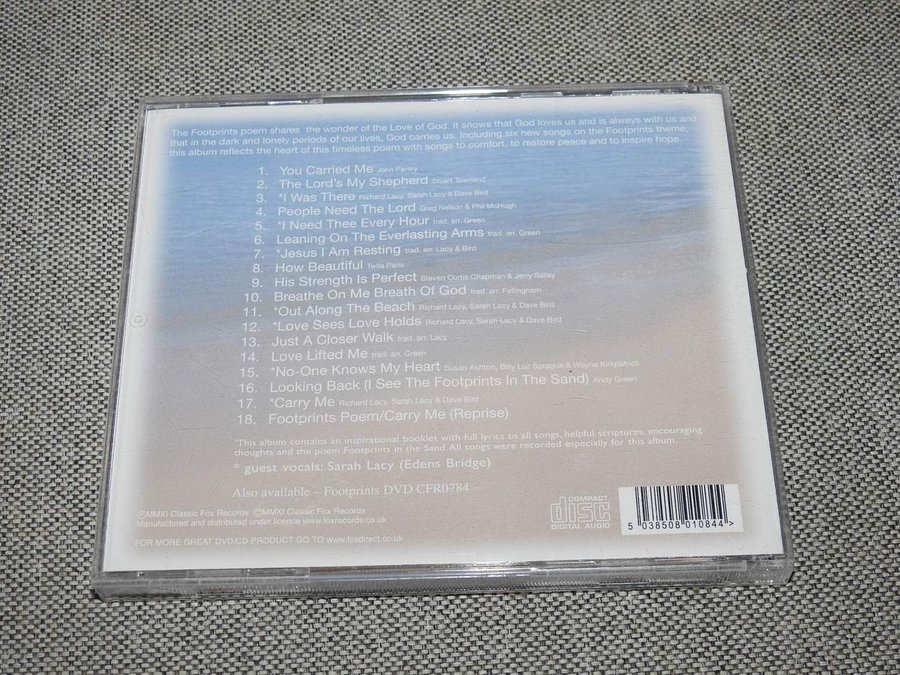 The Footprints poem shares the wonder of the Love of God. It shows that God loves us and is always with us and
that in the dark and lonely periods of our lives, God carries us. Including six new songs on the Footprints theme,
this album reflects the heart of this timeless poem with songs to comfort, to restore peace and to inspire hope.
1. You Carried Me John Pantry
2. The Lord's My Shepherd Stuart Townend
3. *I Was There Richard Lacy, Sarah Lacy & Dave Bird
4. People Need The Lord Greg Nelson & Phil McHugh
5. *I Need Thee Every Hour trad. arr. Green
6. Leaning On The Everlasting Arms trad. arr. Green
7. *Jesus I Am Resting trad. arr. Lacy & Bird
8. How Beautiful Twila Paris
9. His Strength Is Perfect Steven Curtis Chapman & Jerry Salley
10. Breathe On Me Breath Of God trad. arr. Fellingham
11. *Out Along The Beach Richard Lacy, Sarah Lacy & Dave Bird
12. *Love Sees Love Holds Richard Lacy, Sarah Lacy & Dave Bird
13. Just A Closer Walk trad. arr. Lacy
14. Love Lifted Me trad. arr. Green
15. *No-One Knows My Heart Susan Ashton, Billy Luz Sprague & Wayne Kirkpatrick
16. Looking Back (I See The Footprints In The Sand) Andy Green
17. *Carry Me Richard Lacy, Sarah Lacy & Dave Bird
18. Footprints Poem/Carry Me (Reprise)
*This album contains an inspirational booklet with full lyrics to all songs, helpful scriptures, encouraging
thoughts and the poem Footprints in the Sand. All songs were recorded especially for this album.
* guest vocals: Sarah Lacy (Edens Bridge)
Also available – Footprints DVD CFR0784
℗MMXI Classic Fox Records ©MMXI Classic Fox Records
Manufactured and distributed under licence www.foxrecords.co.uk
FOR MORE GREAT DVD/CD PRODUCT GO TO www.foxdirect.co.uk
COMPACT
disc
DIGITAL AUDIO
5 038508 010844 >